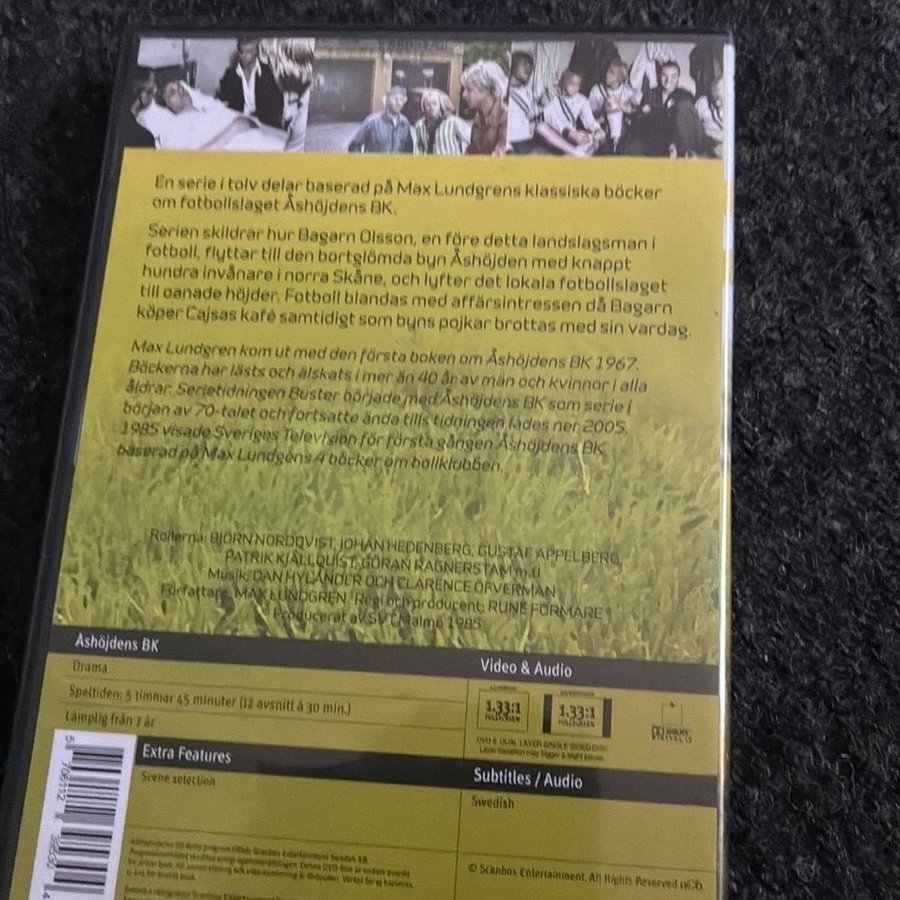 En serie i tolv delar baserad på Max Lundgrens klassiska böcker
om fotbollslaget Åshöjdens BK.
Serien skildrar hur Bagarn Olsson, en före detta landslagsman i
fotboll, flyttar till den bortglömda byn Åshöjden med knappt
hundra invånare i norra Skåne, och lyfter det lokala fotbollslaget
till oanade höjder. Fotboll blandas med affärsintressen då Bagarn
köper Cajsas kafé samtidigt som byns pojkar brottas med sin vardag.
Max Lundgren kom ut med den första boken om Åshöjdens BK 1967.
Böckerna har lästs och älskats i mer än 40 år av män och kvinnor i alla
åldrar. Serietidningen Buster började med Åshöjdens BK som serie i
början av 70-talet och fortsatte ända tills tidningen lades ner 2005.
1985 visade Sveriges Television för första gången Åshöjdens BK
baserad på Max Lundgens 4 böcker om bollklubben.
Rollerna: BJÖRN NORDQVIST, JOHAN HEDENBERG, GUSTAF APPELBERG,
PATRIK KJÄLLQUIST, GÖRAN RAGNERSTAM m.fl
Musik: DAN HYLANDER OCH CLARENCE ÖFVERMAN
Författare: MAX LUNDGREN Regi och producent: RUNE FORMARE
Producerat av SVT Malmö 1985
Åshöjdens BK
Drama
Speltiden: 5 timmar 45 minuter (12 avsnitt à 30 min.)
Lämplig från 7 år
Video & Audio
1.33:1
FULLSCREEN
1.33:1
FULLSCREEN
DOLBY
DIGITAL
Extra Features
Scene selection
Subtitles / Audio
Swedish
© Scanbox Entertainment. All Rights Reserved ncb
5 706112